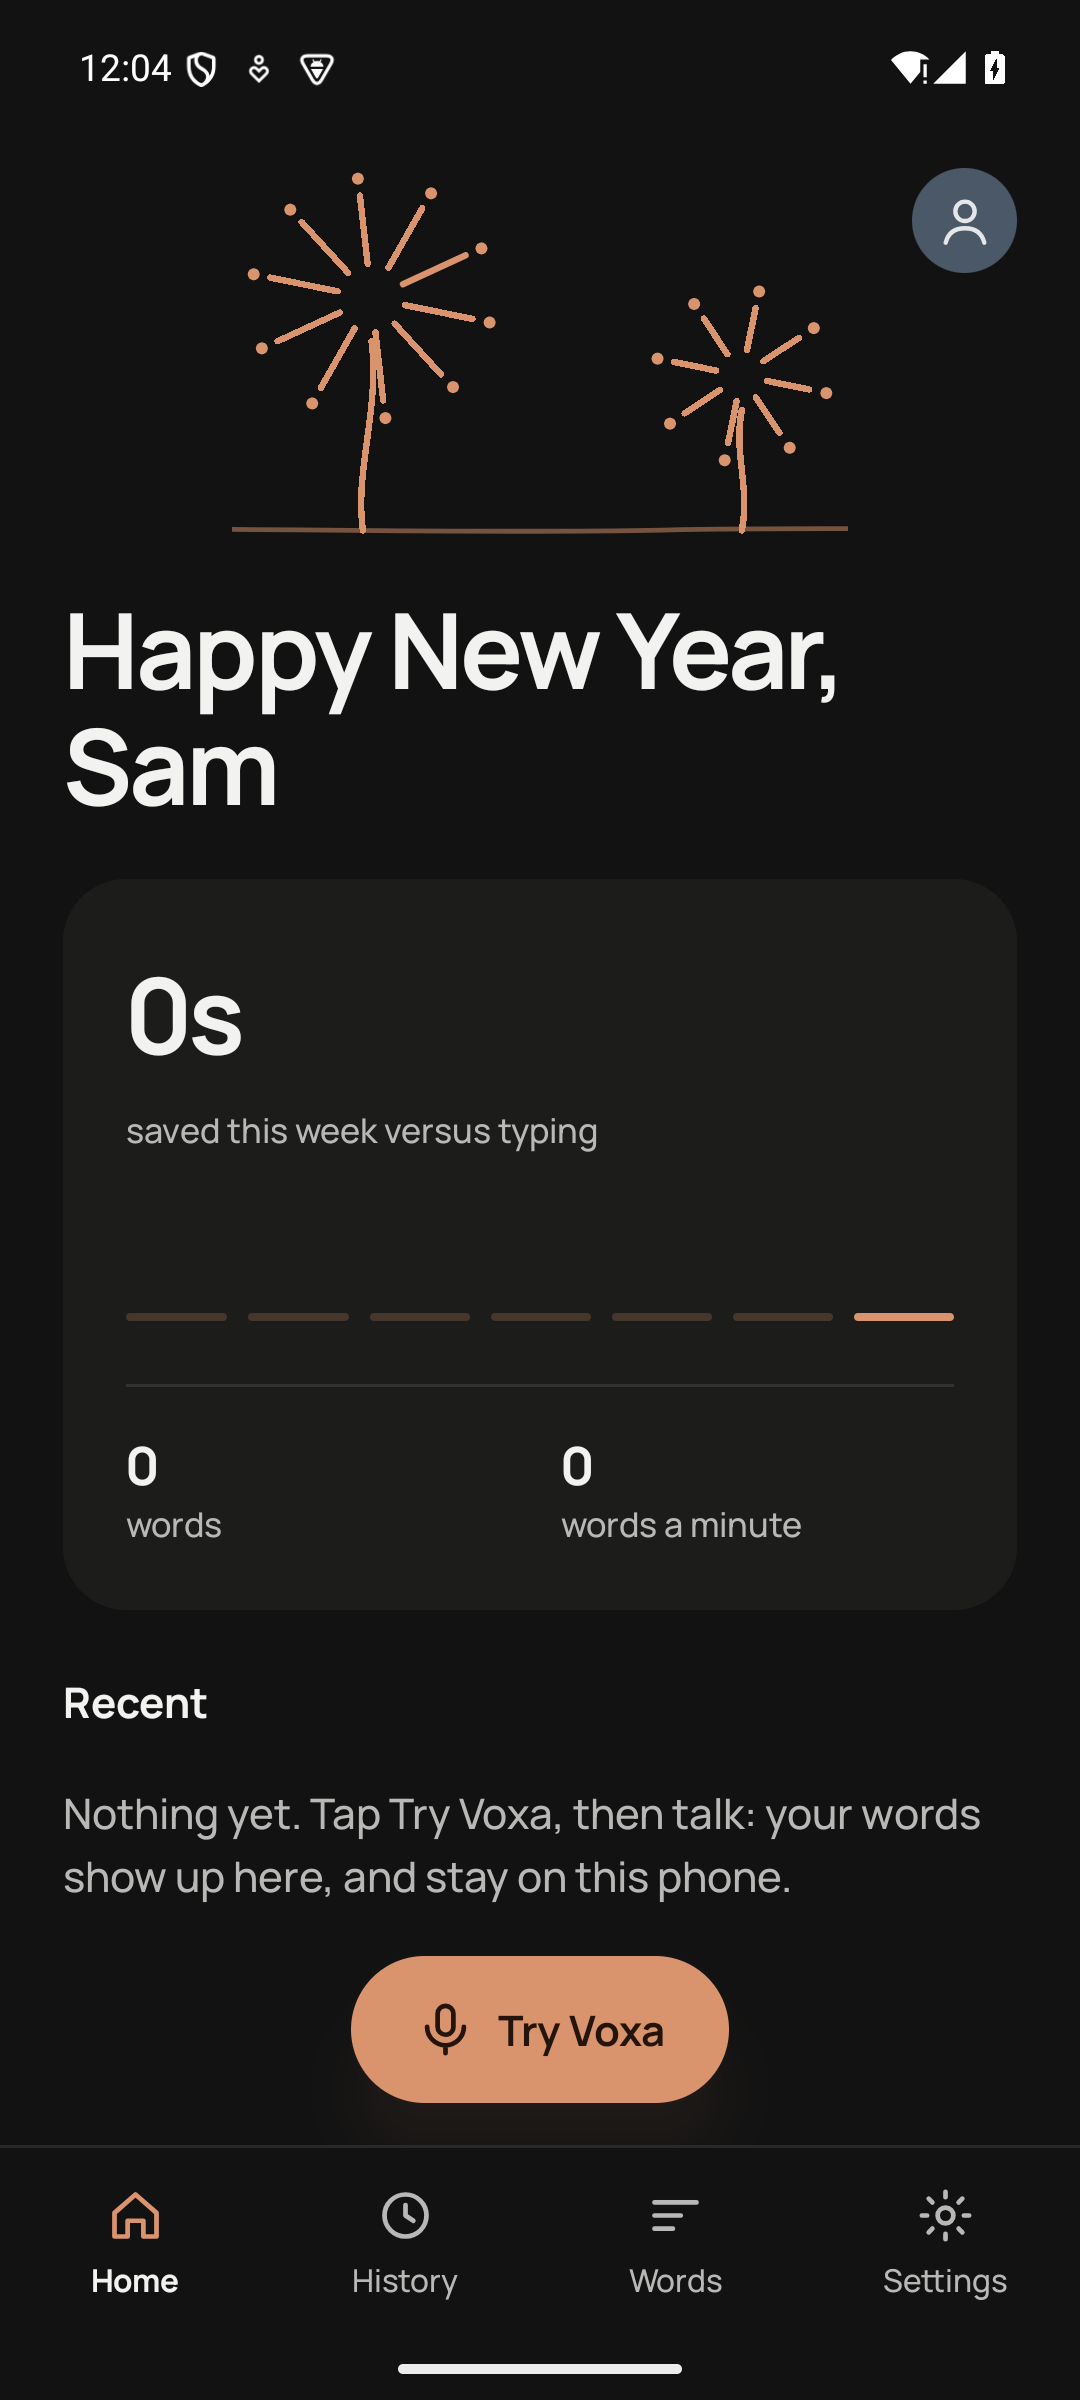 12:04
Happy New Year,
Sam
0s
saved this week versus typing
0
words
0
words a minute
Recent
Nothing yet. Tap Try Voxa, then talk: your words
show up here, and stay on this phone.
Try Voxa
Home
History
Words
Settings